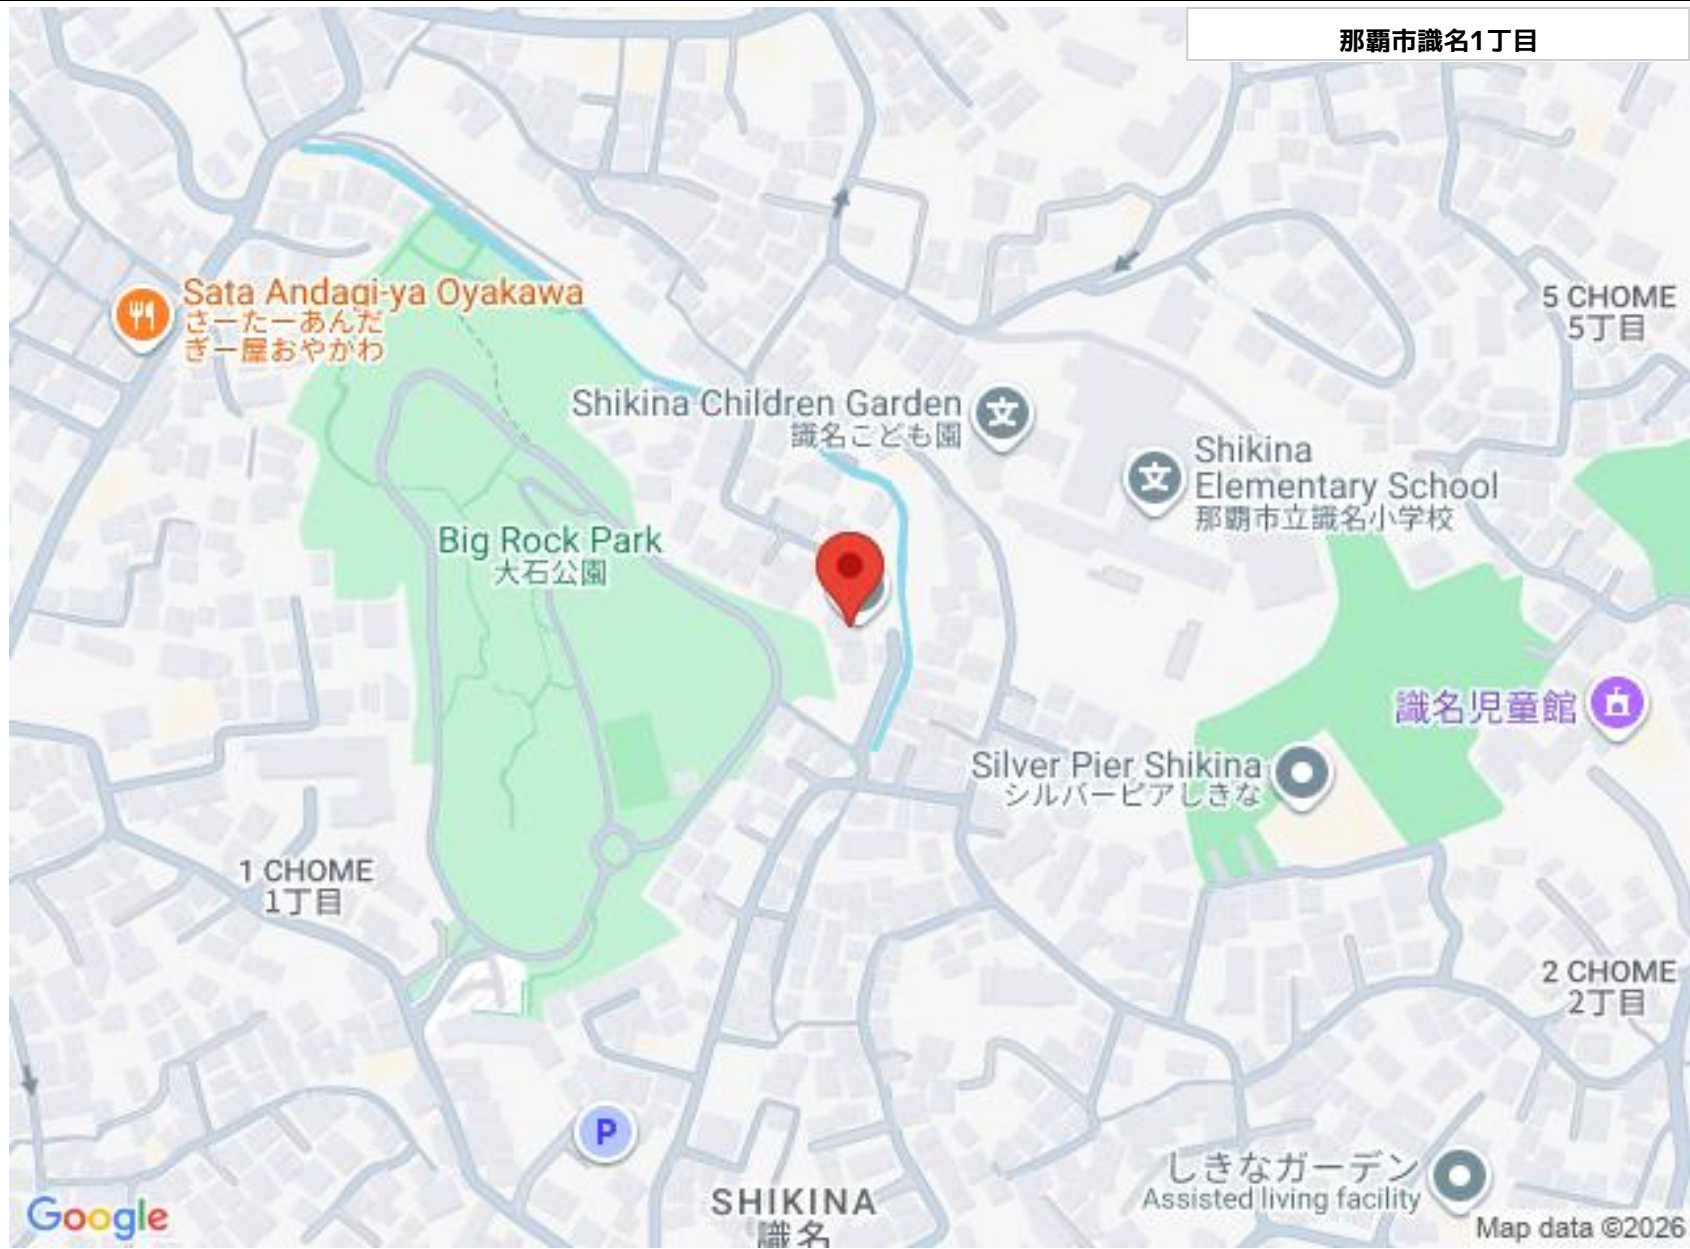 那覇市識名1丁目
Sata Andagi-ya Oyakawa
さーたーあんだ
ぎー屋おやかわ
5 CHOME
5丁目
Shikina Children Garden
識名こども園
Shikina
Elementary School
那覇市立識名小学校
Big Rock Park
大石公園
識名児童館
Silver Pier Shikina
シルバーピアしきな
1 CHOME
1丁目
2 CHOME
2丁目
P
しきなガーデン
Assisted living facility
SHIKINA
識名
Google
Map data ©2026